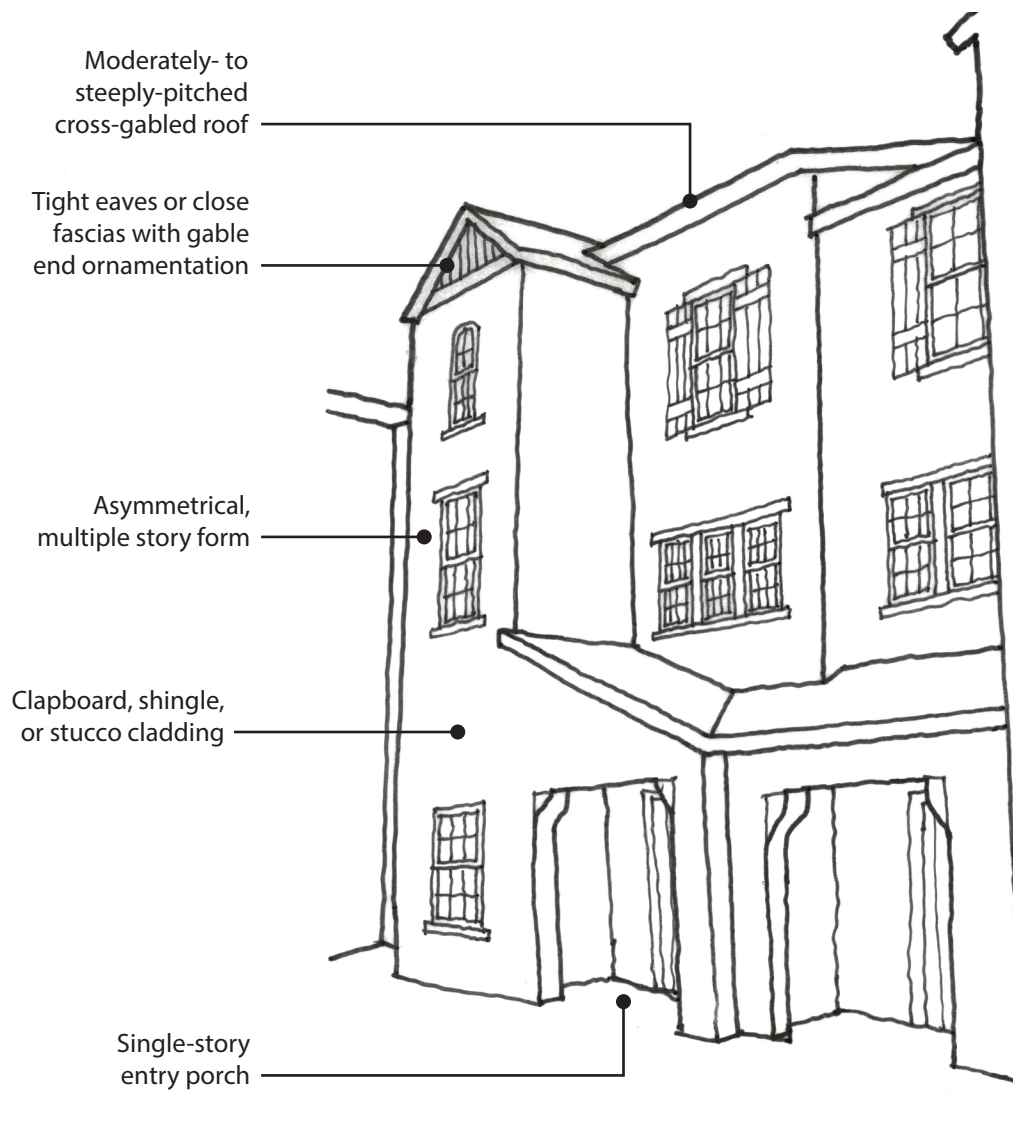 Moderately- to
steeply-pitched
cross-gabled roof
Tight eaves or close
fascias with gable
end ornamentation
Asymmetrical,
multiple story form
Clapboard, shingle,
or stucco cladding
Single-story
entry porch